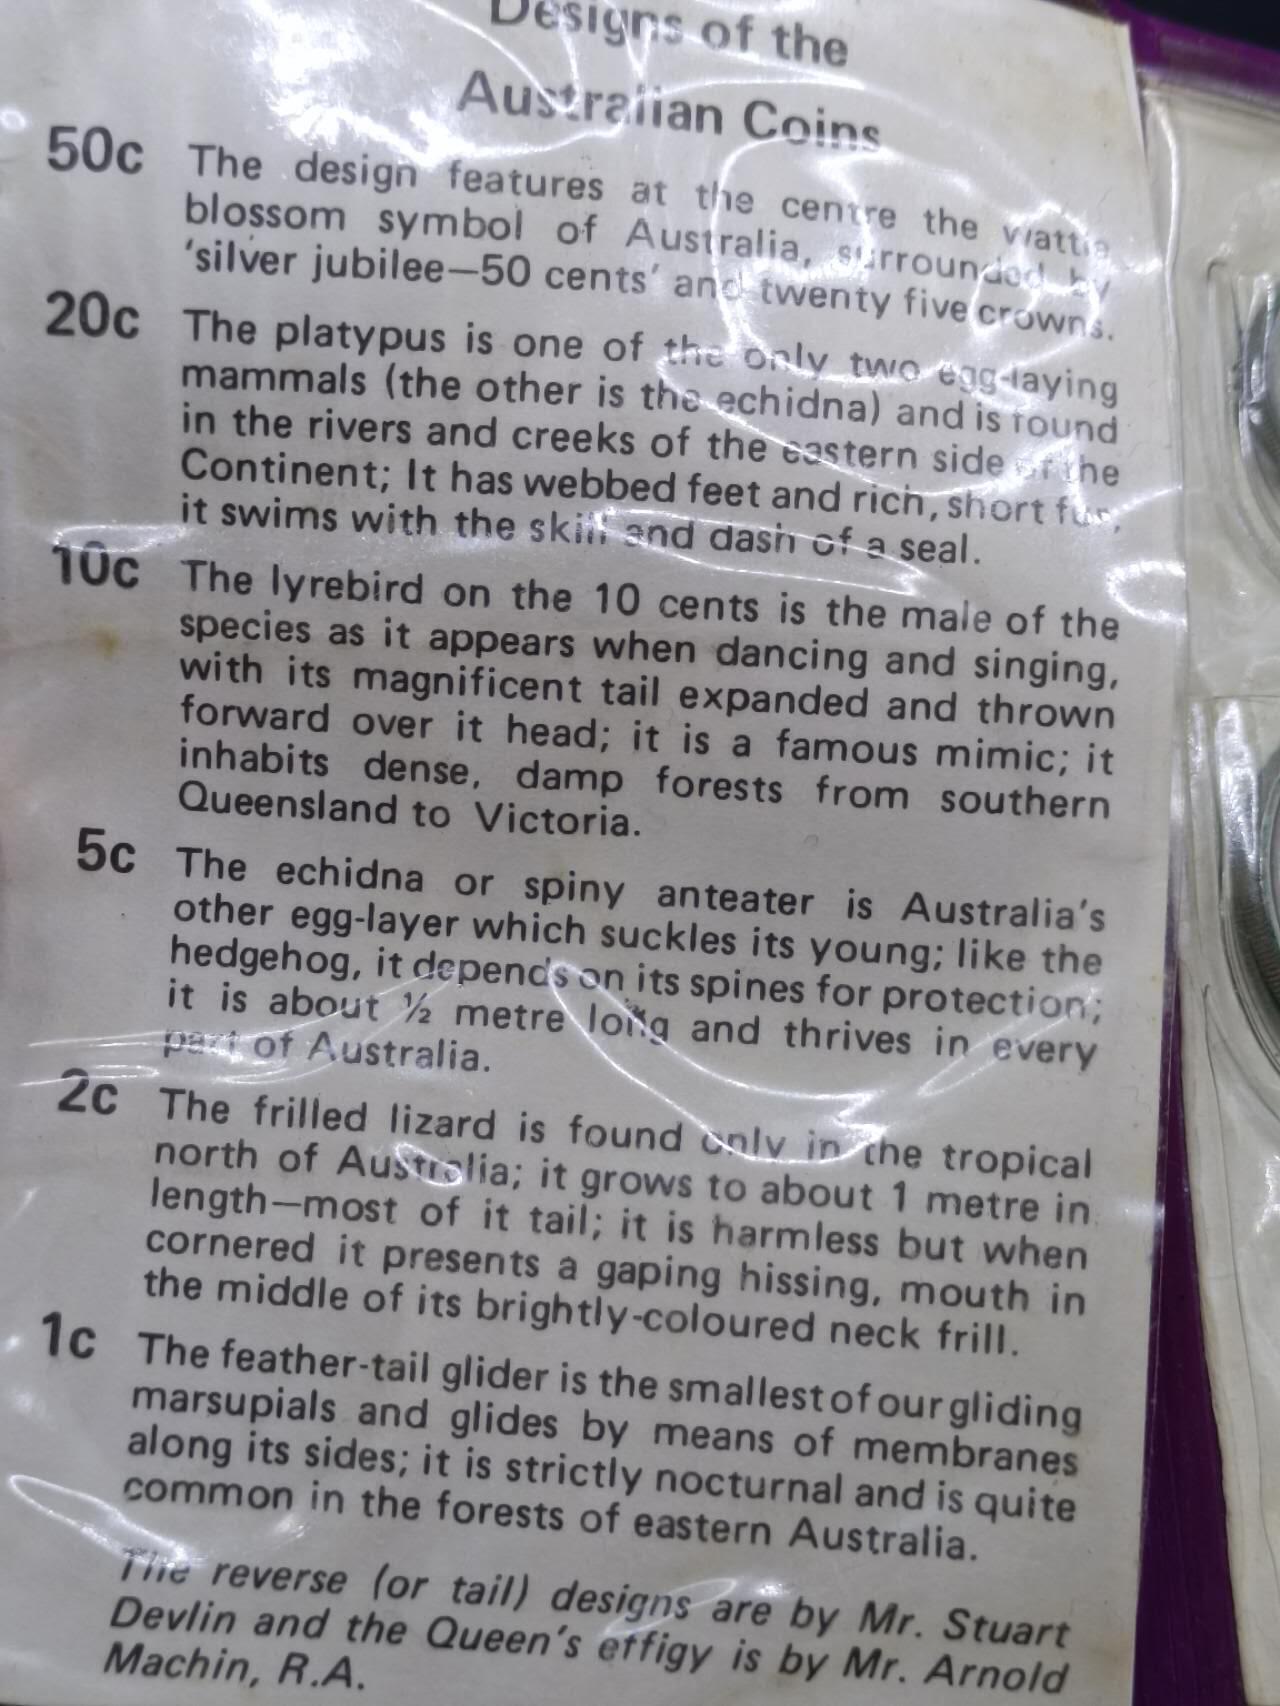 Designs of the
Australian Coins
50c The design features at the centre the wattle
blossom symbol of Australia, surrounded by
'silver jubilee—50 cents' and twenty five crowns.
20c The platypus is one of the only two egg-laying
mammals (the other is the echidna) and is found
in the rivers and creeks of the eastern side of the
Continent; It has webbed feet and rich, short fur,
it swims with the skill and dash of a seal.
10c The lyrebird on the 10 cents is the male of the
species as it appears when dancing and singing,
with its magnificent tail expanded and thrown
forward over it head; it is a famous mimic; it
inhabits dense, damp forests from southern
Queensland to Victoria.
5c The echidna or spiny anteater is Australia's
other egg-layer which suckles its young; like the
hedgehog, it depends on its spines for protection;
it is about ½ metre long and thrives in every
part of Australia.
2c The frilled lizard is found only in the tropical
north of Australia; it grows to about 1 metre in
length—most of it tail; it is harmless but when
cornered it presents a gaping hissing, mouth in
the middle of its brightly-coloured neck frill.
1c The feather-tail glider is the smallest of our gliding
marsupials and glides by means of membranes
along its sides; it is strictly nocturnal and is quite
common in the forests of eastern Australia.
The reverse (or tail) designs are by Mr. Stuart
Devlin and the Queen's effigy is by Mr. Arnold
Machin, R.A.